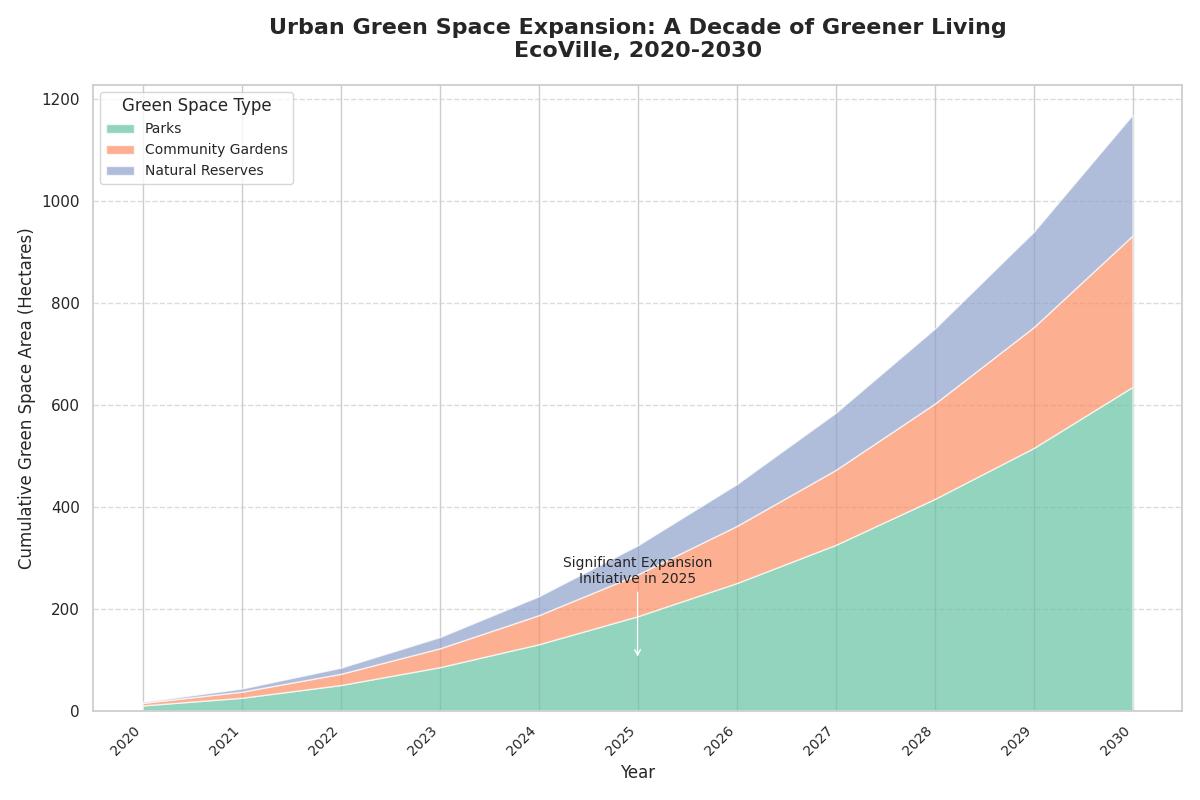 Urban Green Space Expansion: A Decade of Greener Living
EcoVille, 2020-2030
Green Space Type
Parks
Community Gardens
Natural Reserves
Cumulative Green Space Area (Hectares)
1200
1000
800
600
400
200
0
Significant Expansion
Initiative in 2025
2020
2021
2022
2023
2024
2025
2026
2027
2028
2029
2030
Year